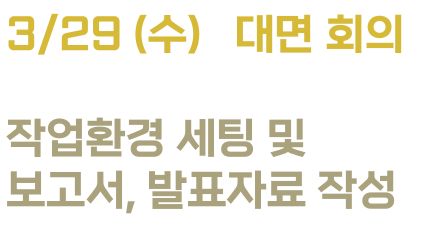 3/29 (수) 대면 회의
작업환경 세팅 및
보고서, 발표자료 작성